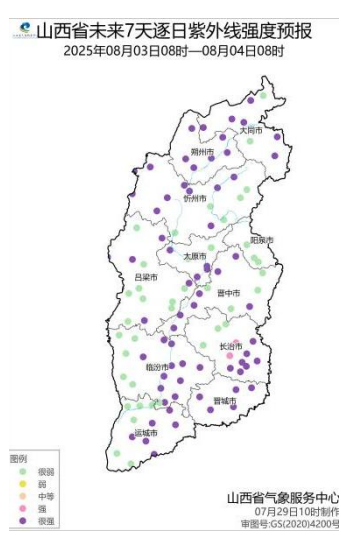 山西省未来7天逐日紫外线强度预报
2025年08月03日08时—08月04日08时
大同市
朔州市
忻州市
阳泉市
太原市
吕梁市
晋中市
长治市
临汾市
晋城市
运城市
图例
很弱
弱
中等
强
很强
山西省气象服务中心
07月29日10时制作
审图号:GS(2020)4200号